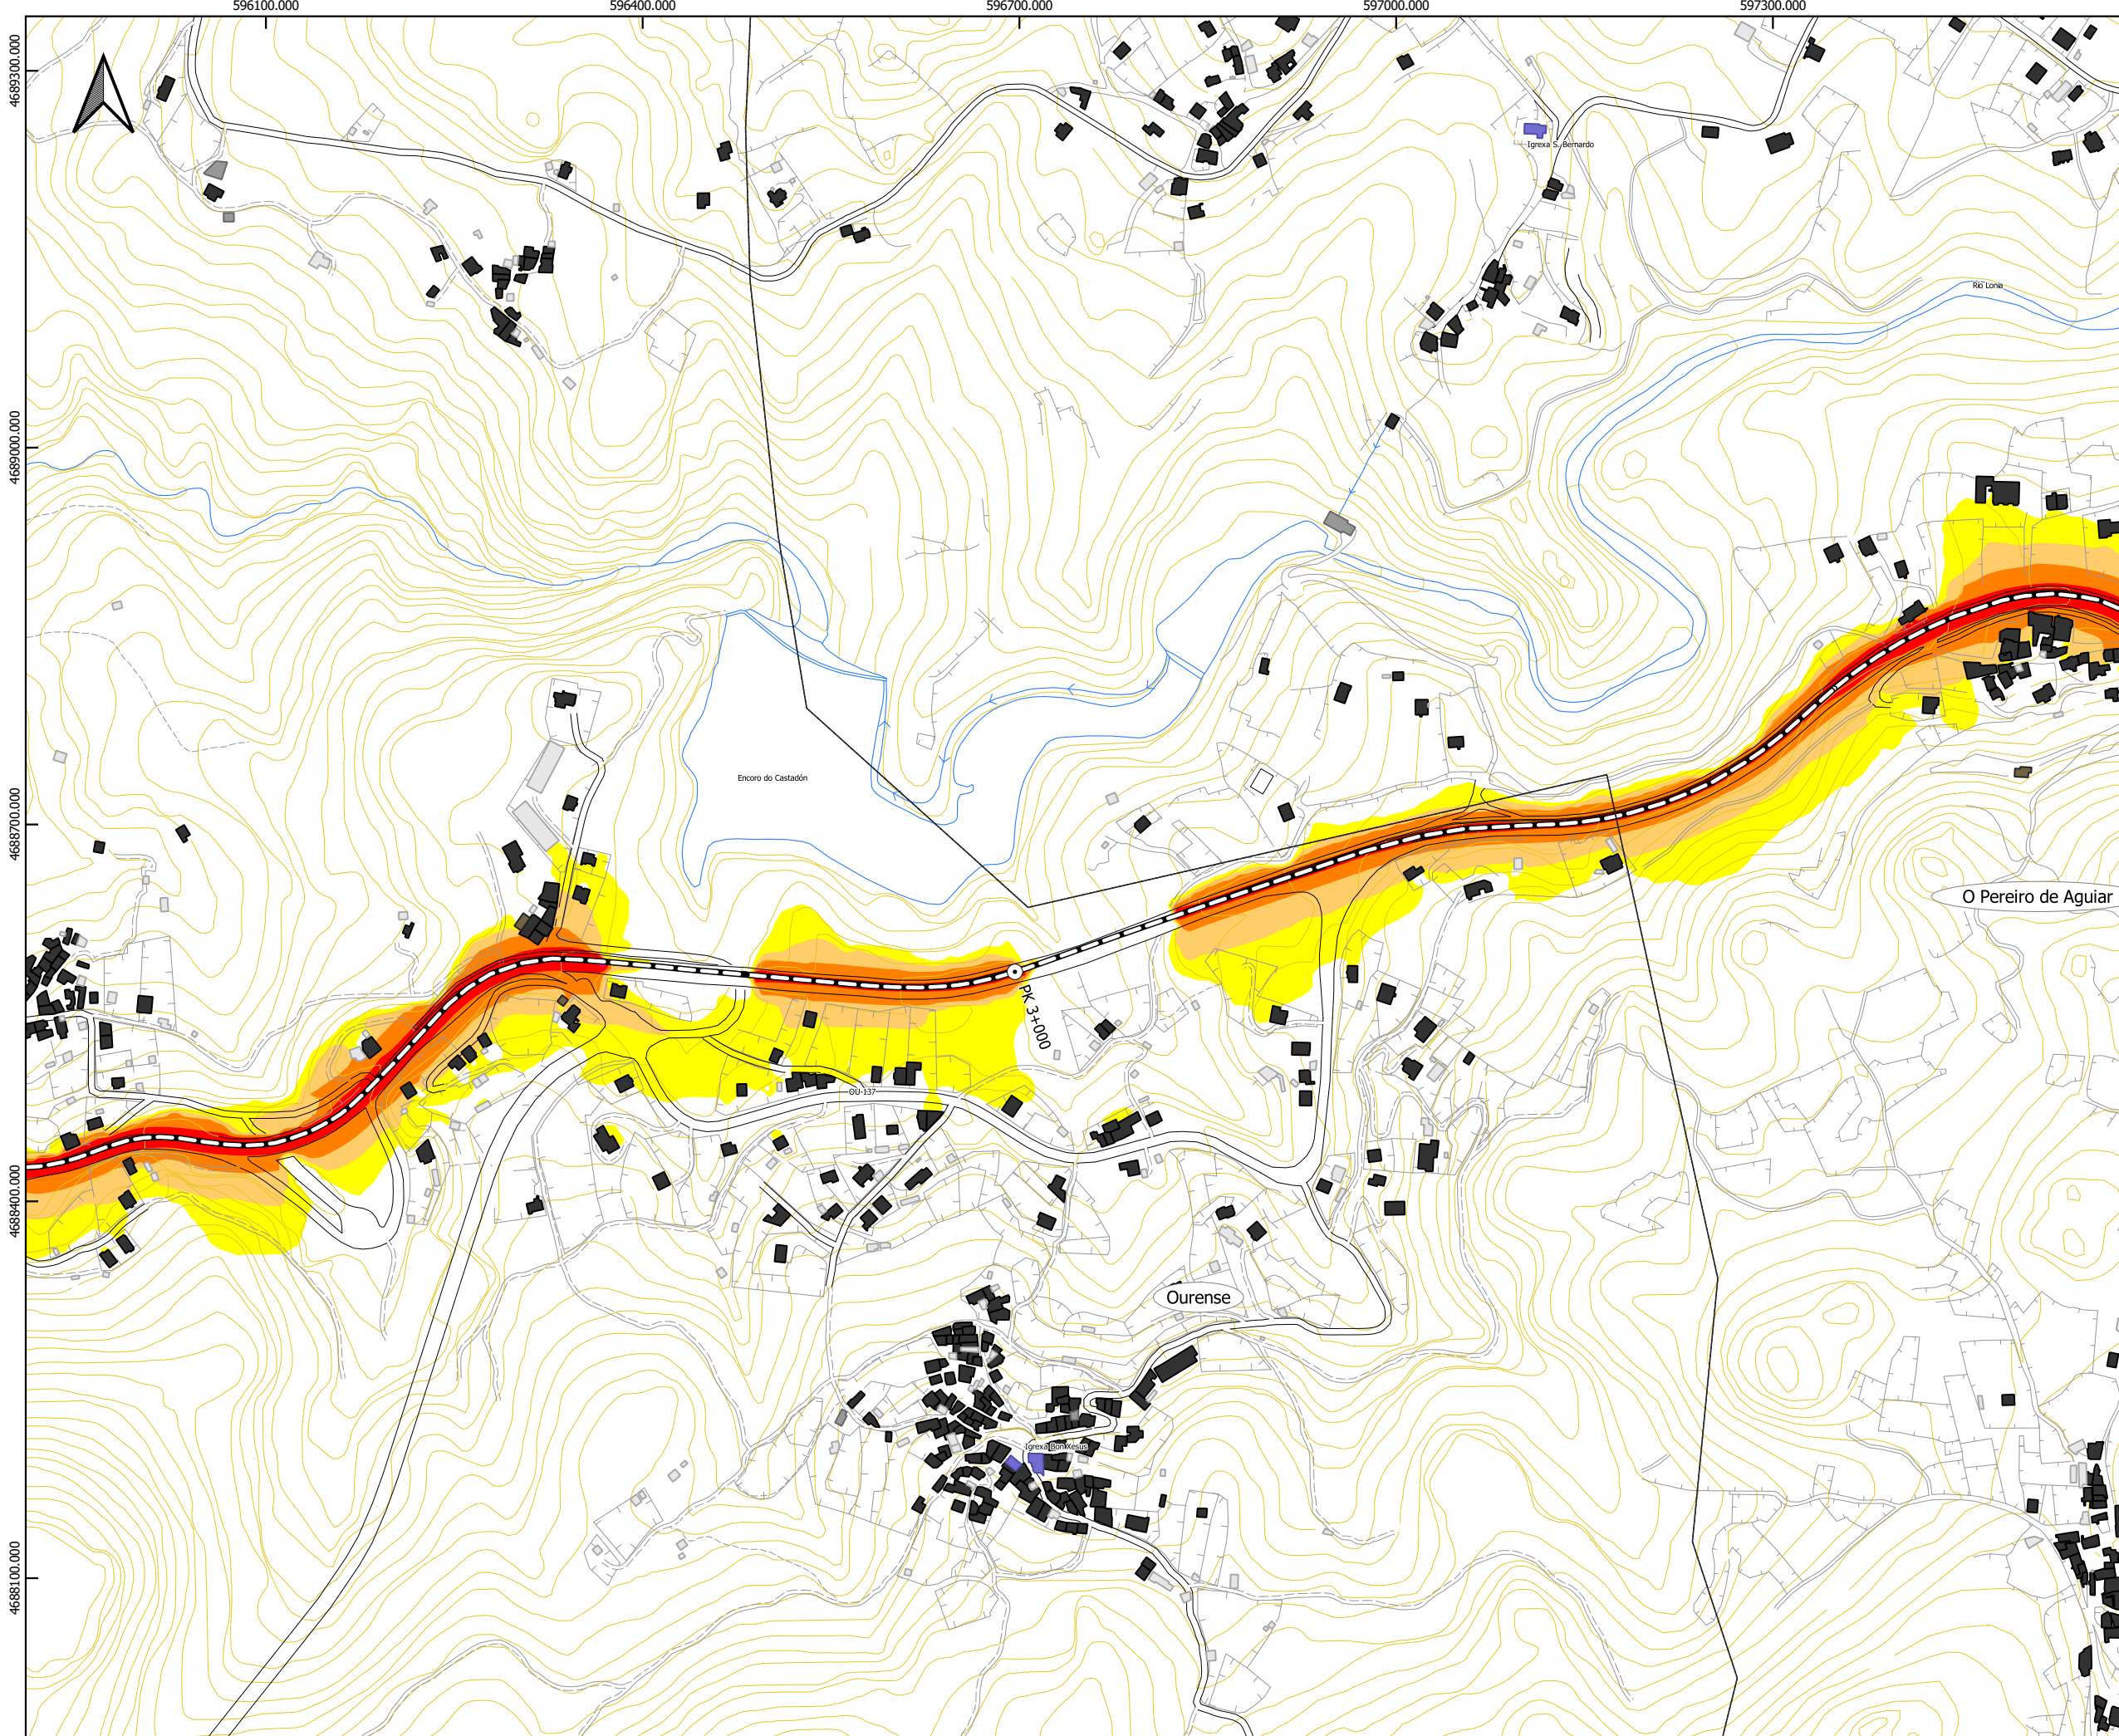 596100.000
596400.000
596700.000
597000.000
597300.000
4689300.000
4689000.000
4688700.000
4688400.000
4688100.000
Igrexa S. Bernardo
Río Lonia
Encoro do Castadón
O Pereiro de Aguiar
PK 3+000
OU-137
Ourense
Igrexa Bon Xesús